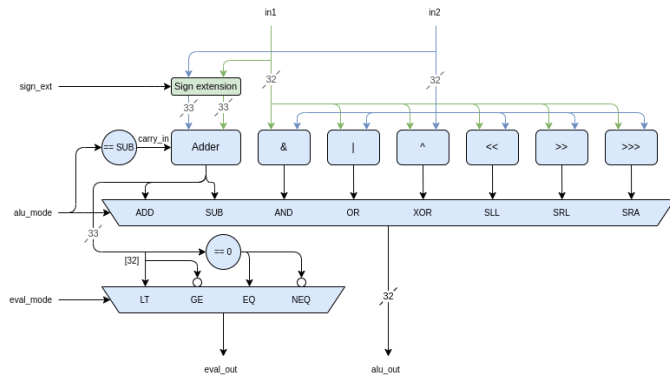 in1 in2
32 32
sign_ext Sign extension
33 33
== SUB carry_in Adder & | ^ << >> >>>
alu_mode ADD SUB AND OR XOR SLL SRL SRA
33
== 0
[32]
eval_mode LT GE EQ NEQ 32
eval_out alu_out